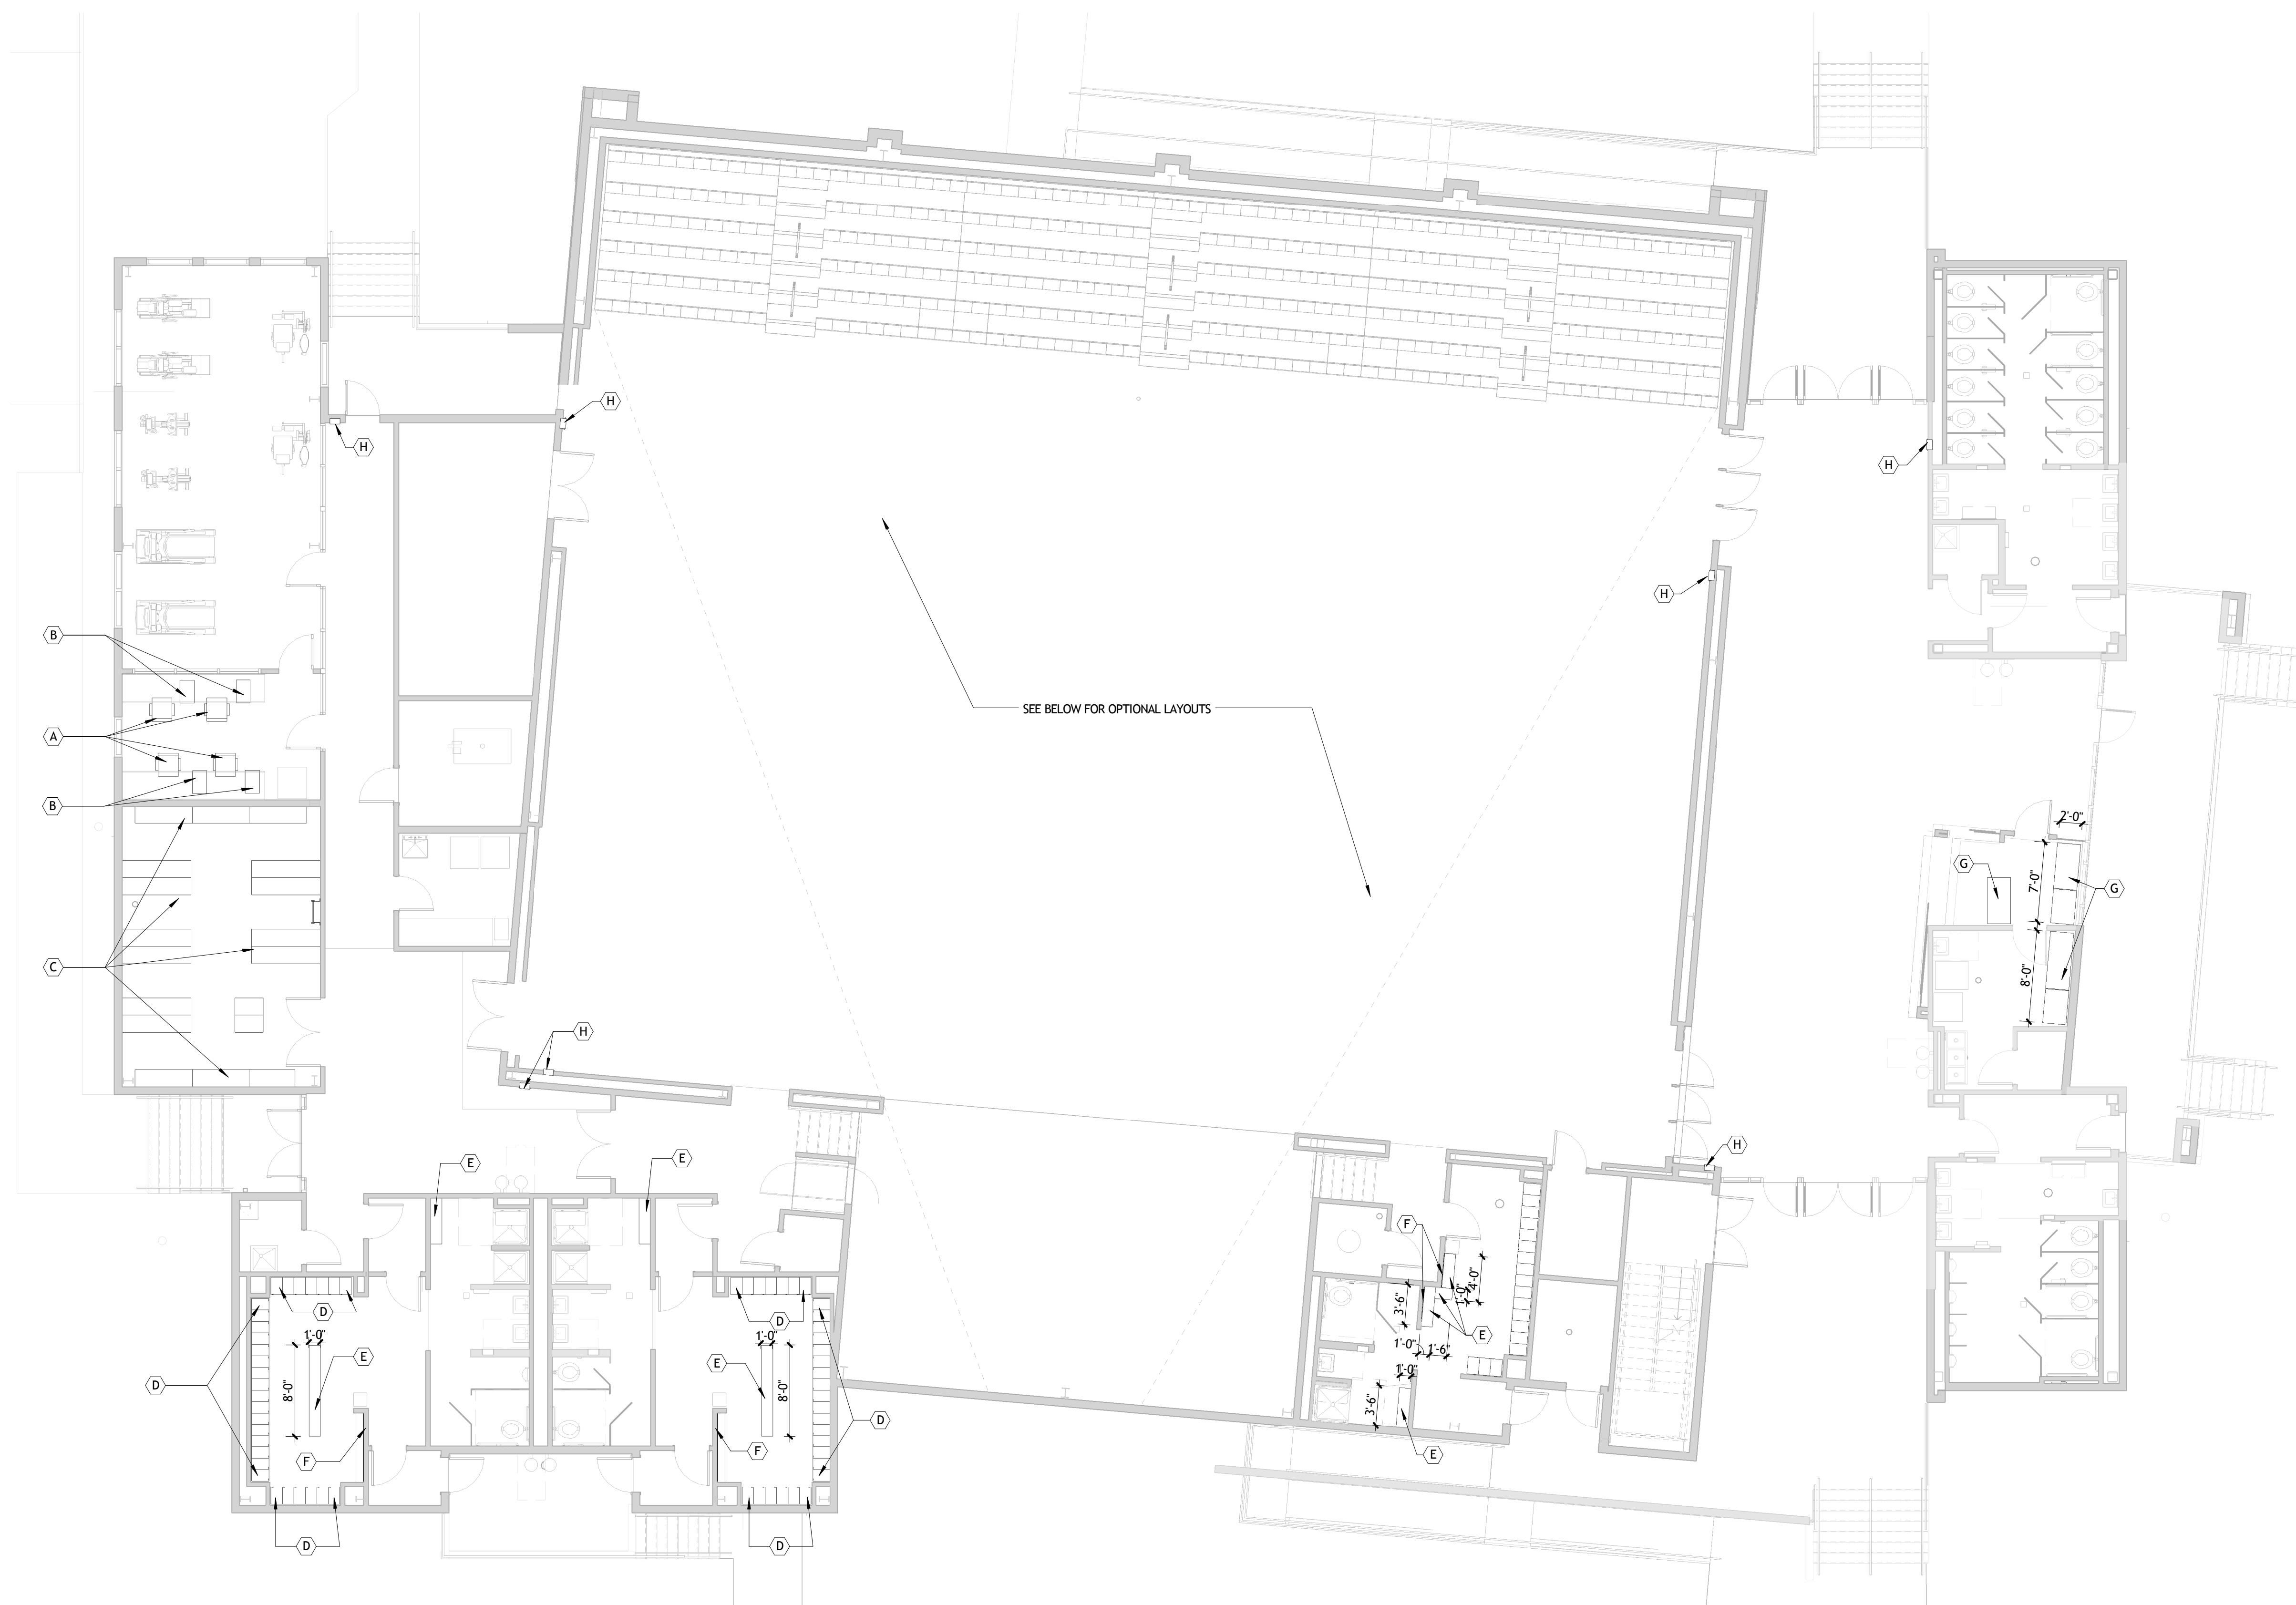 H
H
H
H
B
SEE BELOW FOR OPTIONAL LAYOUTS
A
B
2'-0"
G
7'-0"
G
C
8'-0"
H
H
E
E
F
4'-0"
1'-0"
3'-6"
D
D
1'-0"
1'-0"
E
1'-0"
1'-6"
E
E
1'-0"
D
8'-0"
8'-0"
3'-6"
D
F
F
E
D
D